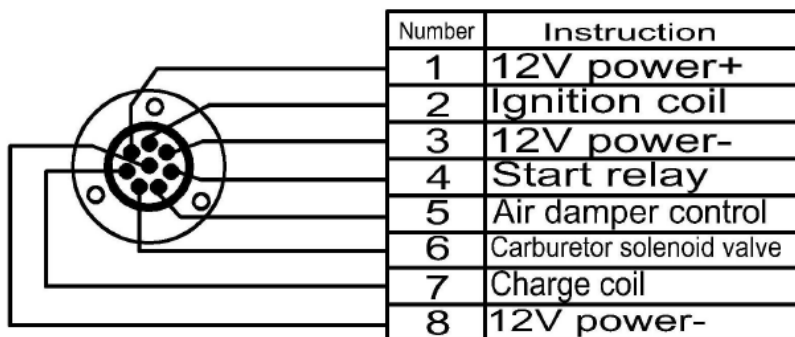 Number Instruction
1 12V power+
2 Ignition coil
3 12V power-
4 Start relay
5 Air damper control
6 Carburetor solenoid valve
7 Charge coil
8 12V power-